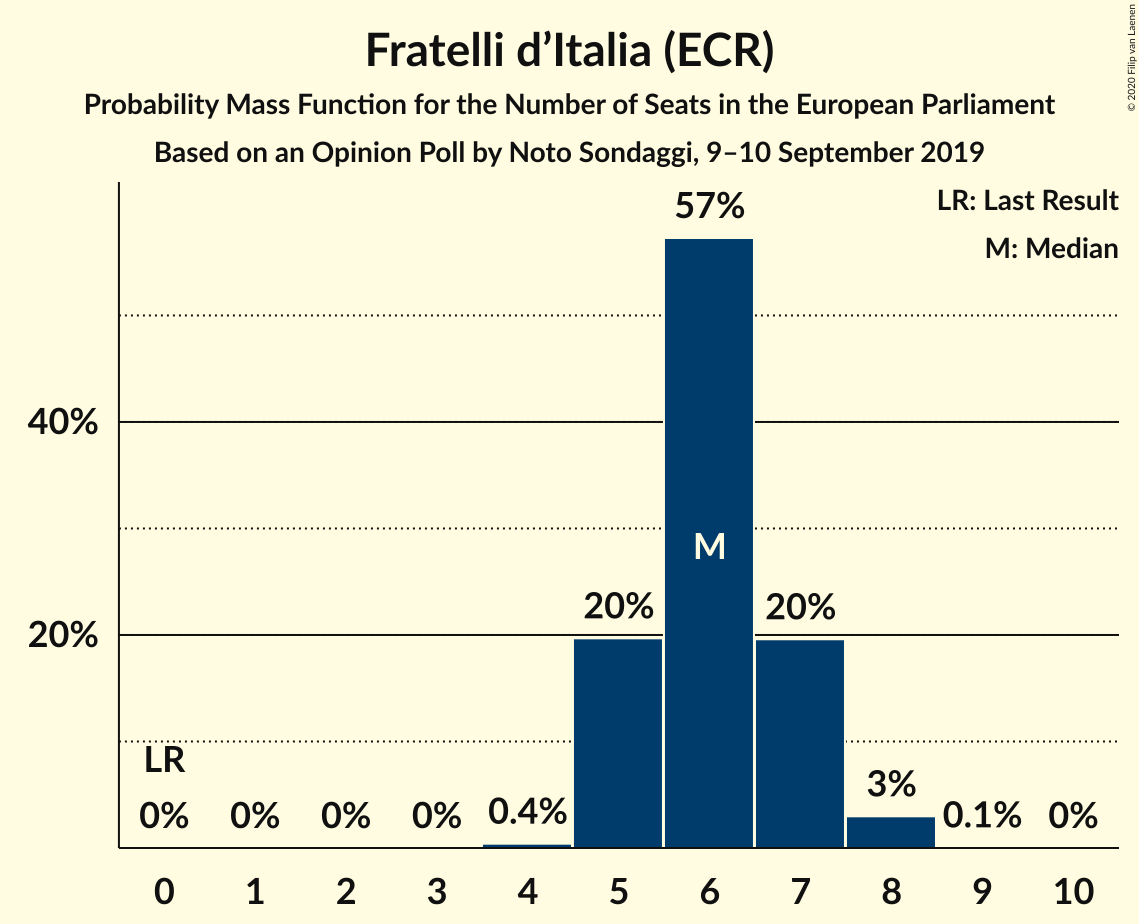 Fratelli d’Italia (ECR)
Probability Mass Function for the Number of Seats in the European Parliament
Based on an Opinion Poll by Noto Sondaggi, 9–10 September 2019
© 2020 Filip van Laenen
LR: Last Result
M: Median
57%
40%
M
20%
20%
20%
LR
0%
0%
0%
0%
0.4%
3%
0.1%
0%
0 1 2 3 4 5 6 7 8 9 10